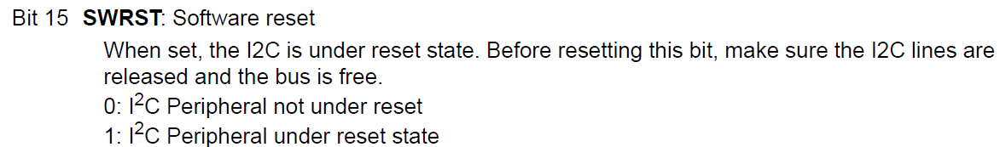 Bit 15 SWRST: Software reset
When set, the I2C is under reset state. Before resetting this bit, make sure the I2C lines are
released and the bus is free.
0: I²C Peripheral not under reset
1: I²C Peripheral under reset state